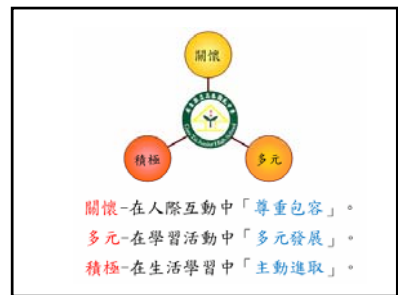 關懷
積極
多元
關懷-在人際互動中「尊重包容」。
多元-在學習活動中「多元發展」。
積極-在生活學習中「主動進取」。